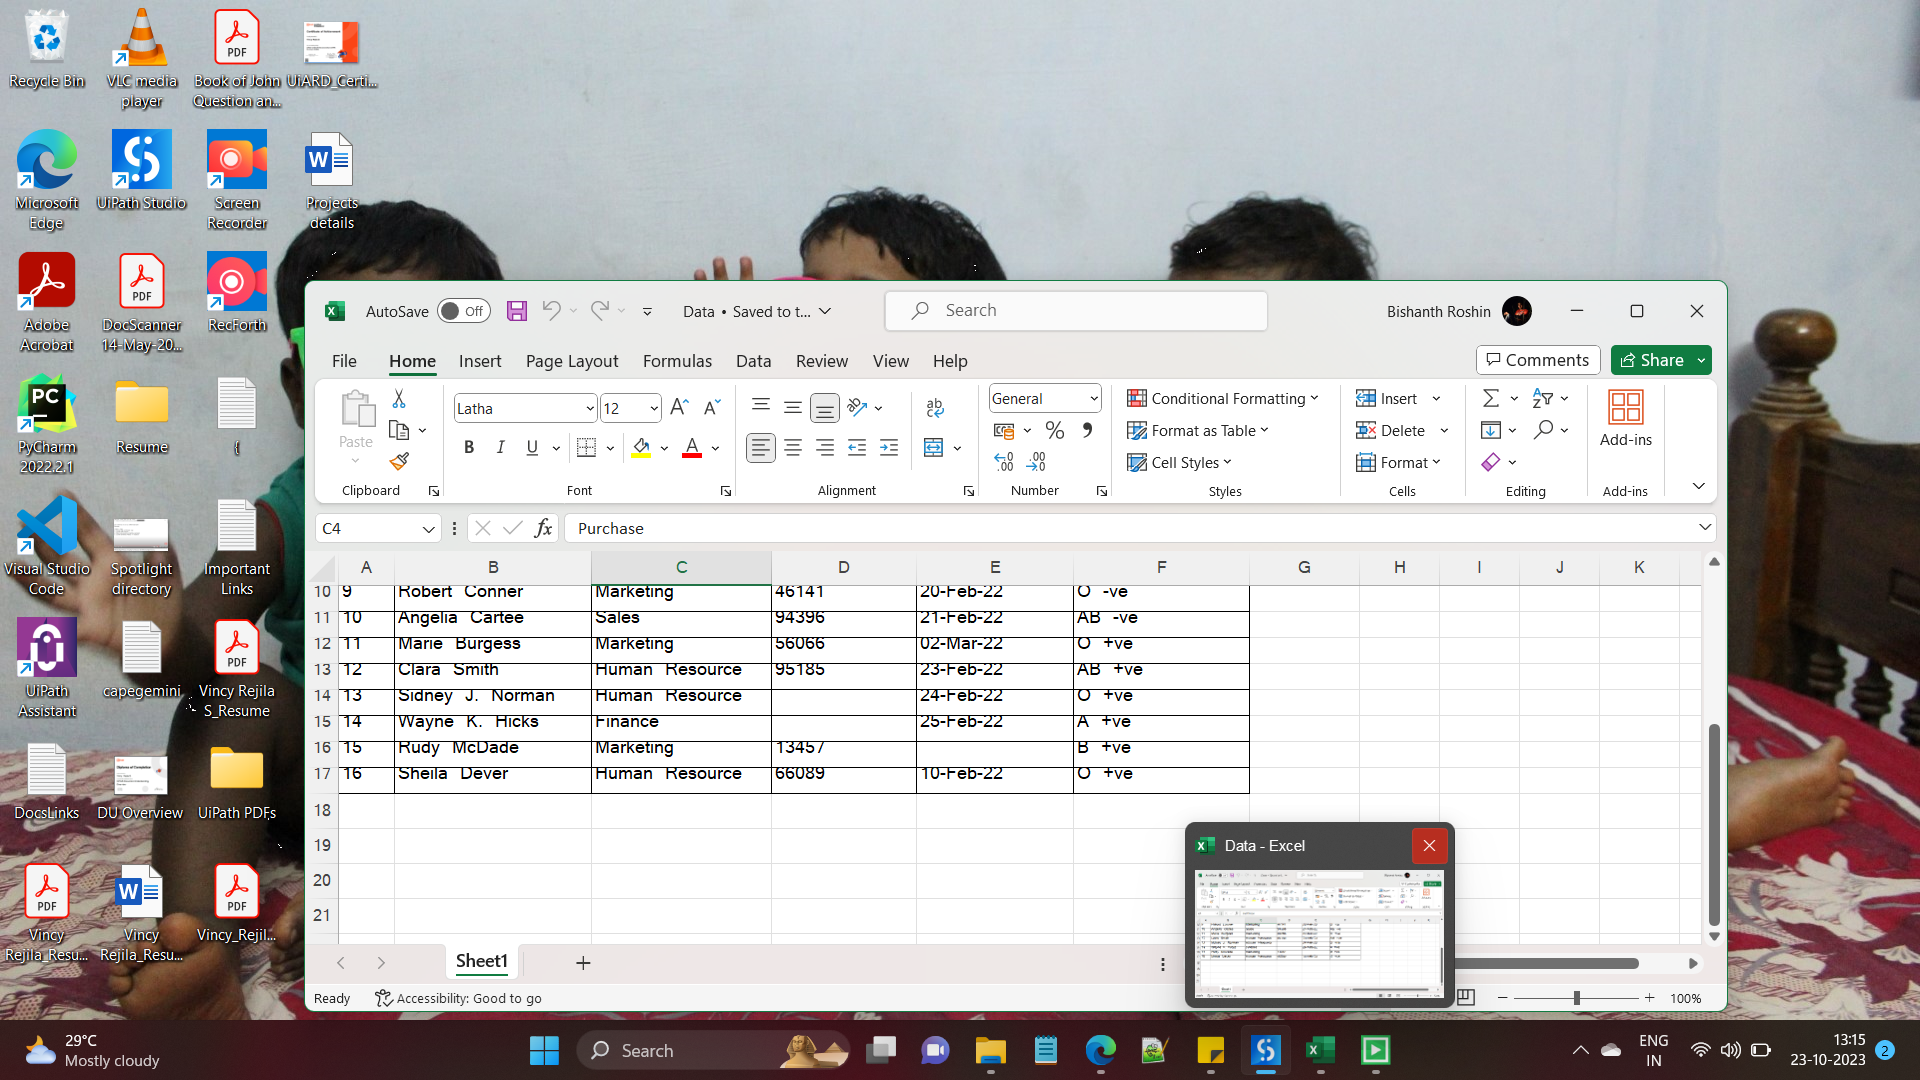 Recycle Bin
VLC media player
Book of John Question an...
UiARD_Certi...
Microsoft Edge
UiPath Studio
Screen Recorder
Projects details
Adobe Acrobat
DocScanner 14-May-20...
RecForth
PyCharm 2022.2.1
Resume
{
Visual Studio Code
Spotlight directory
Important Links
UiPath Assistant
capegemini
Vincy Rejila S_Resume
DocsLinks
DU Overview
UiPath PDFs
Vincy Rejila_Resu...
Vincy Rejila_Resu...
Vincy_Rejil...
AutoSave Off Data • Saved to t... Search Bishanth Roshin
File Home Insert Page Layout Formulas Data Review View Help Comments Share
Paste
Clipboard
Latha 12
B I U
Font
ab
Alignment
General
Number
Conditional Formatting
Format as Table
Cell Styles
Styles
Insert
Delete
Format
Cells
Editing
Add-ins
Add-ins
C4 fx Purchase
A B C D E F G H I J K
10 9 Robert Conner Marketing 46141 20-Feb-22 O -ve
11 10 Angelia Cartee Sales 94396 21-Feb-22 AB -ve
12 11 Marie Burgess Marketing 56066 02-Mar-22 O +ve
13 12 Clara Smith Human Resource 95185 23-Feb-22 AB +ve
14 13 Sidney J. Norman Human Resource 24-Feb-22 O +ve
15 14 Wayne K. Hicks Finance 25-Feb-22 A +ve
16 15 Rudy McDade Marketing 13457 B +ve
17 16 Sheila Dever Human Resource 66089 10-Feb-22 O +ve
18
19
20
21
Data - Excel
Sheet1
Ready Accessibility: Good to go 100%
29°C
Mostly cloudy
Search
ENG
IN
13:15
23-10-2023
2